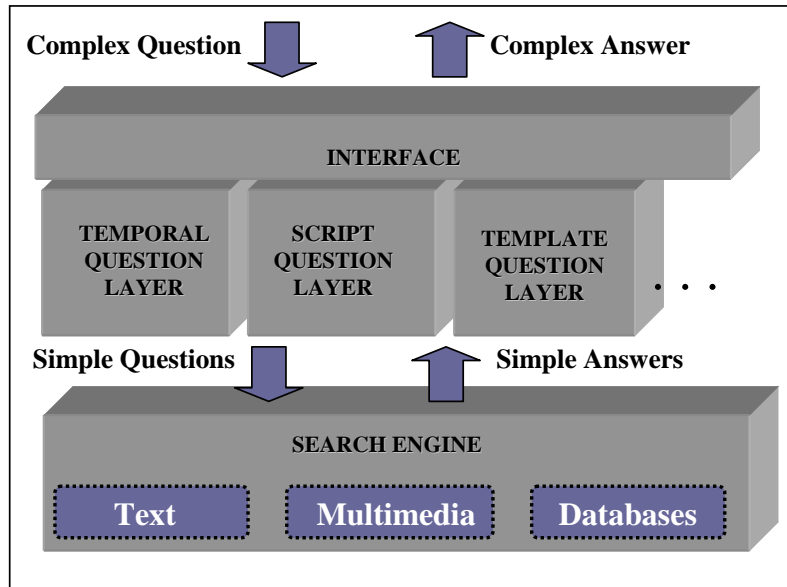 Complex Question
Complex Answer
INTERFACE
TEMPORAL
QUESTION
LAYER
SCRIPT
QUESTION
LAYER
TEMPLATE
QUESTION
LAYER
. . .
Simple Questions
Simple Answers
SEARCH ENGINE
Text
Multimedia
Databases